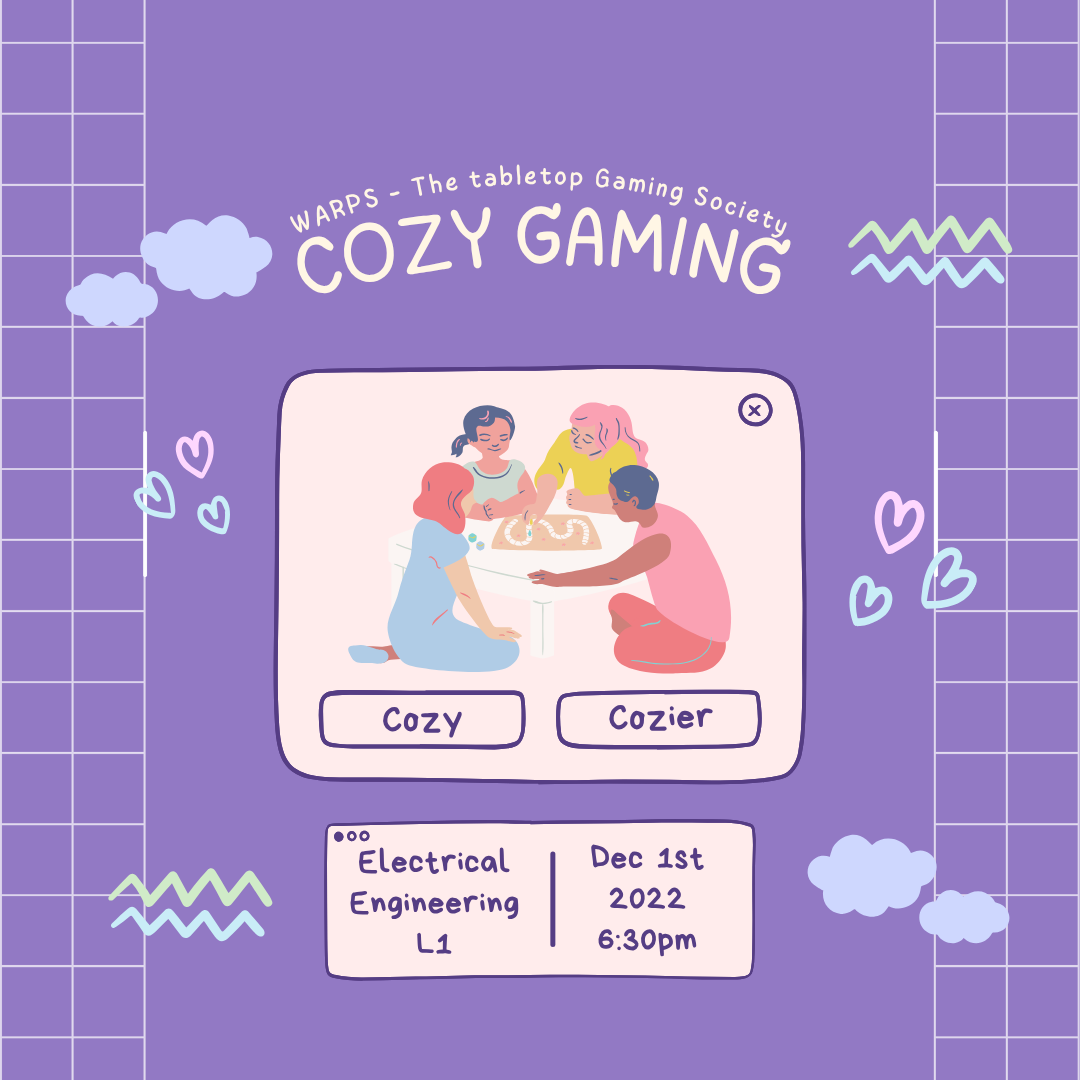 WARPS - The tabletop Gaming Society
COZY GAMING
Cozy
Cozier
Electrical
Engineering
L1
Dec 1st
2022
6:30pm